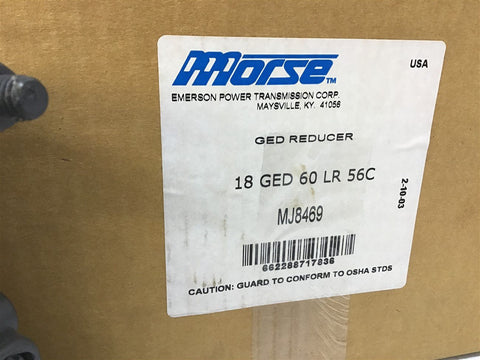 Morse™
USA
EMERSON POWER TRANSMISSION CORP.
MAYSVILLE, KY. 41056
GED REDUCER
18 GED 60 LR 56C
MJ8469
2-10-03
662288717836
CAUTION: GUARD TO CONFORM TO OSHA STDS